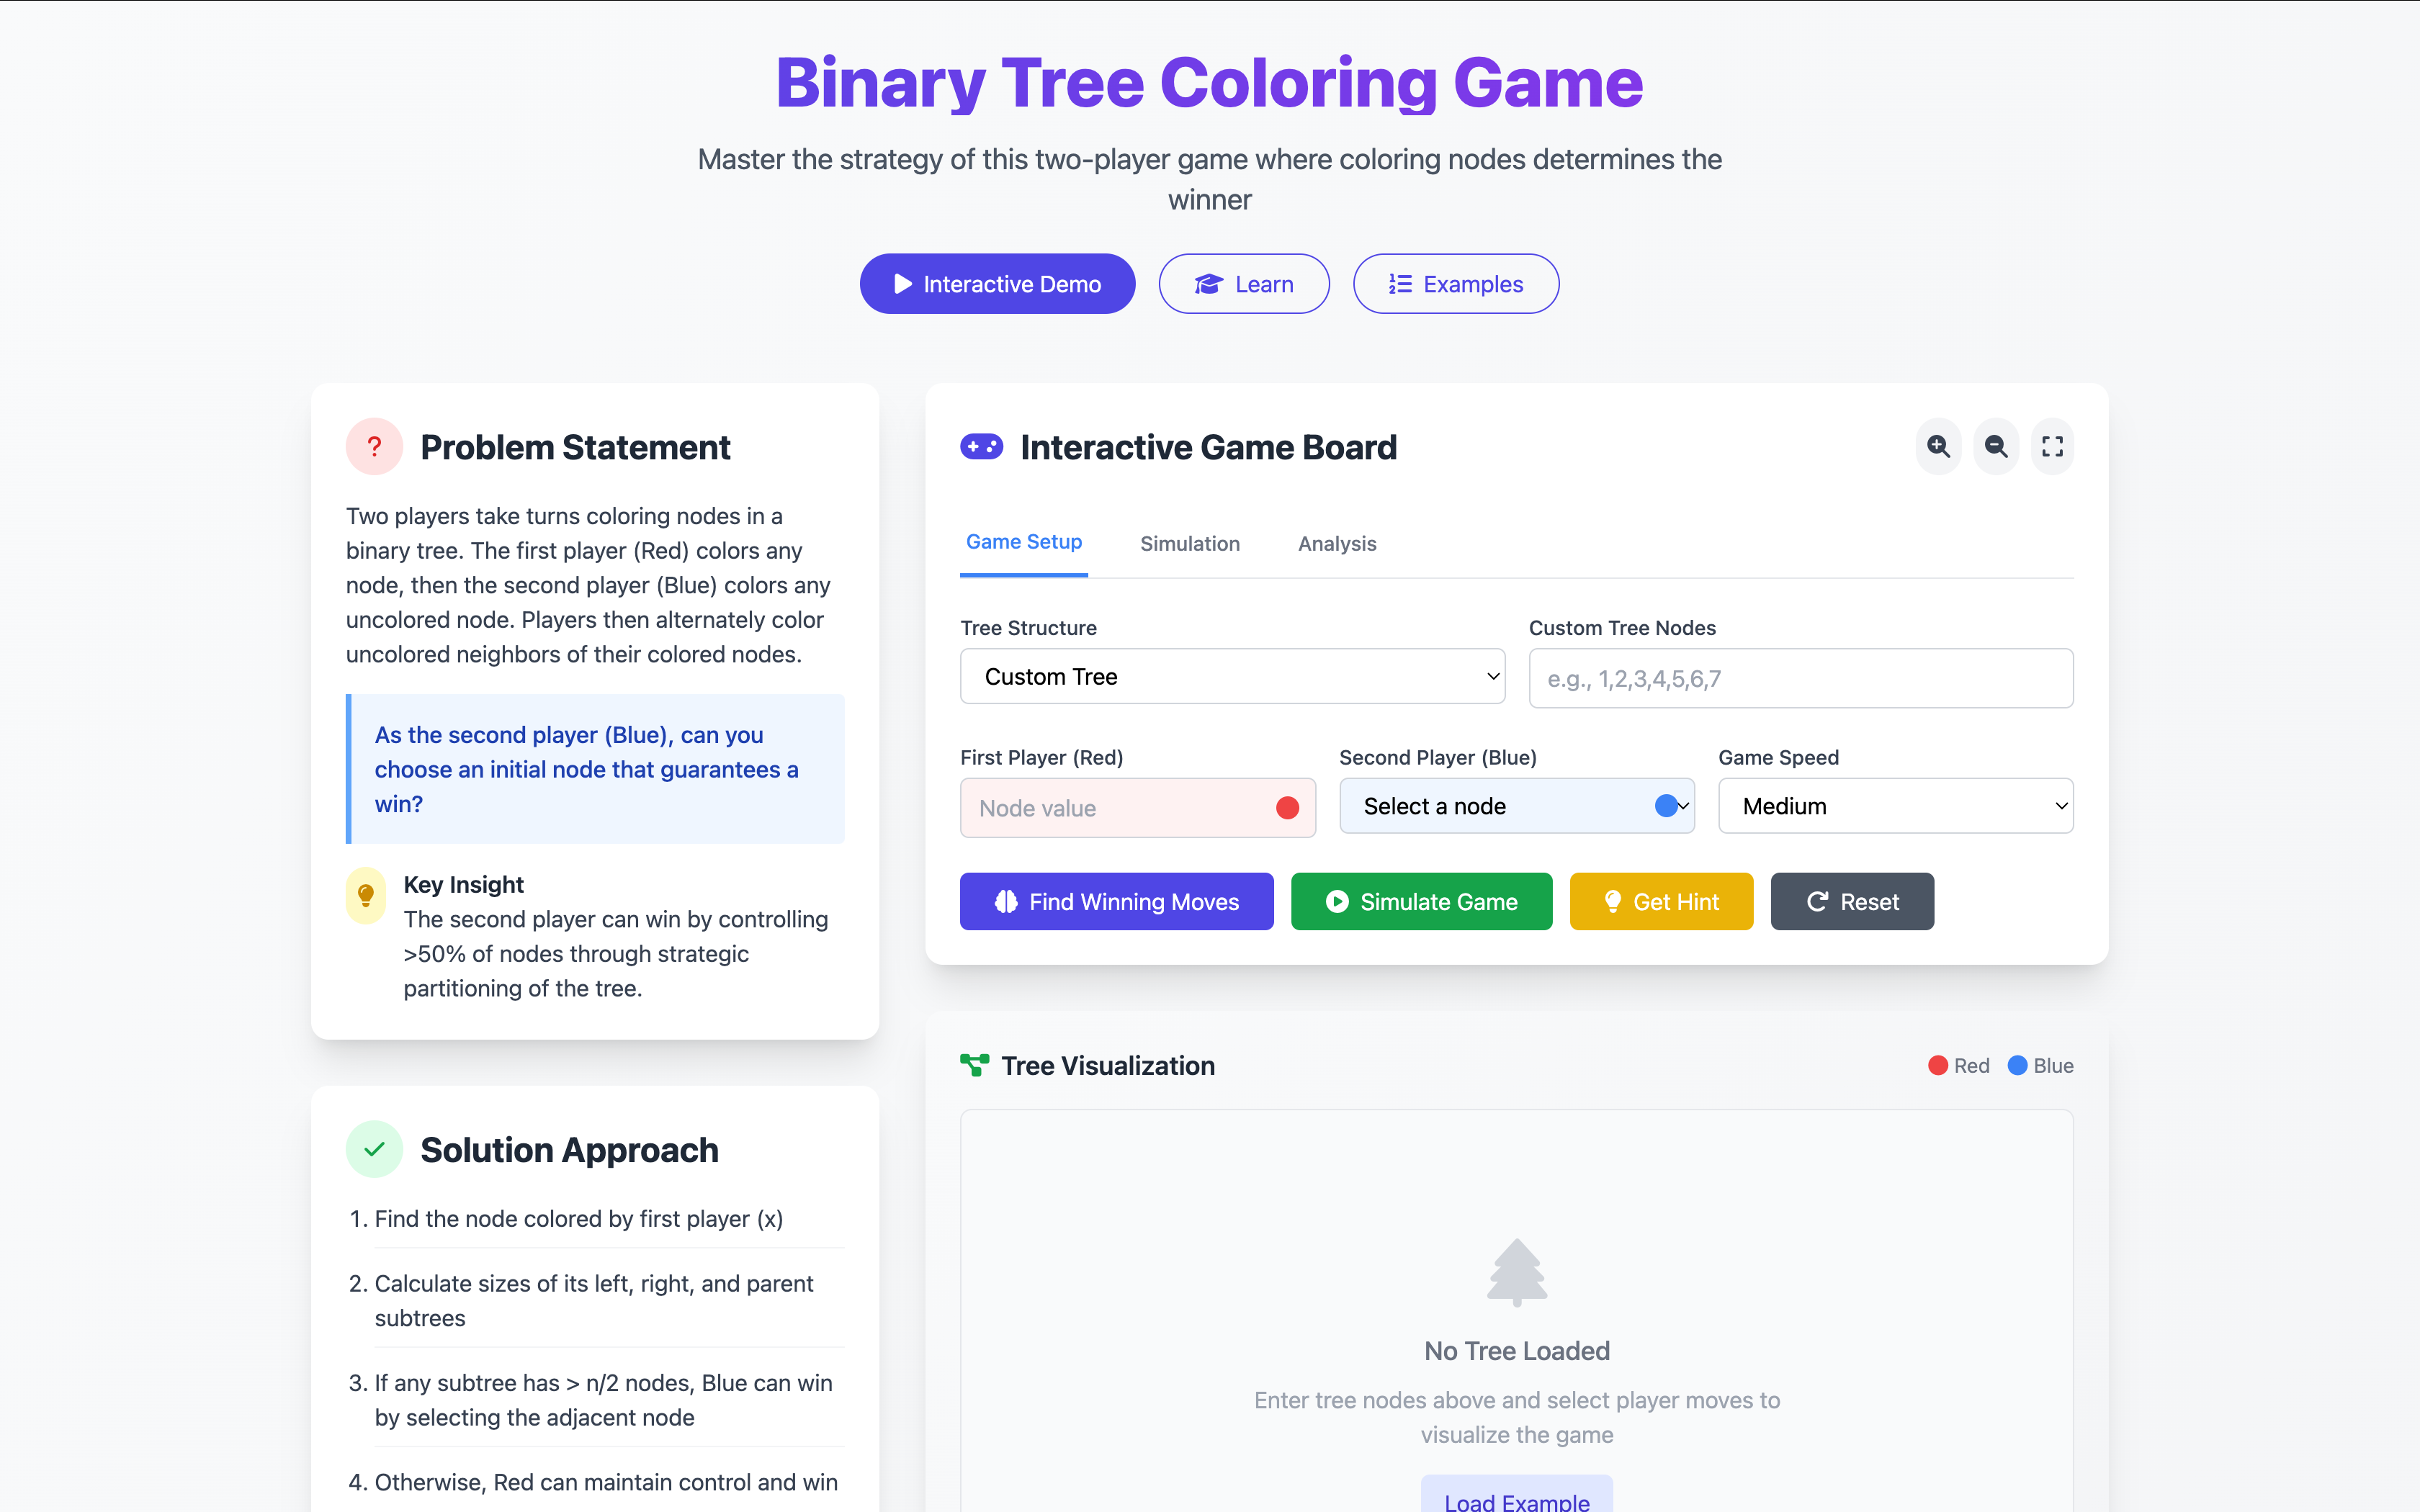 Binary Tree Coloring Game
Master the strategy of this two-player game where coloring nodes determines the
winner
Interactive Demo
Learn
Examples
Problem Statement
Two players take turns coloring nodes in a
binary tree. The first player (Red) colors any
node, then the second player (Blue) colors any
uncolored node. Players then alternately color
uncolored neighbors of their colored nodes.
As the second player (Blue), can you
choose an initial node that guarantees a
win?
Key Insight
The second player can win by controlling
>50% of nodes through strategic
partitioning of the tree.
Solution Approach
1. Find the node colored by first player (x)
2. Calculate sizes of its left, right, and parent
subtrees
3. If any subtree has > n/2 nodes, Blue can win
by selecting the adjacent node
4. Otherwise, Red can maintain control and win
Interactive Game Board
Game Setup
Simulation
Analysis
Tree Structure
Custom Tree
Custom Tree Nodes
e.g., 1,2,3,4,5,6,7
First Player (Red)
Node value
Second Player (Blue)
Select a node
Game Speed
Medium
Find Winning Moves
Simulate Game
Get Hint
Reset
Tree Visualization
Red
Blue
No Tree Loaded
Enter tree nodes above and select player moves to
visualize the game
Load Example